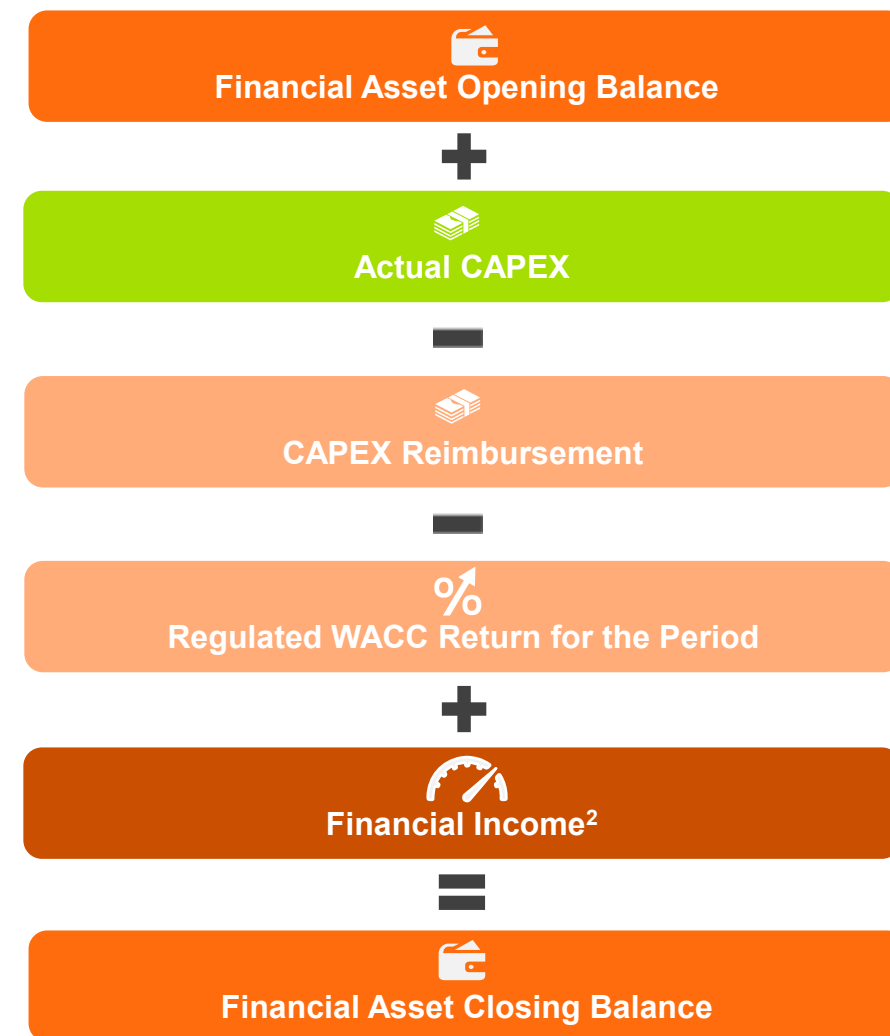 Financial Asset Opening Balance
+
Actual CAPEX
−
CAPEX Reimbursement
−
%
Regulated WACC Return for the Period
+
Financial Income²
=
Financial Asset Closing Balance